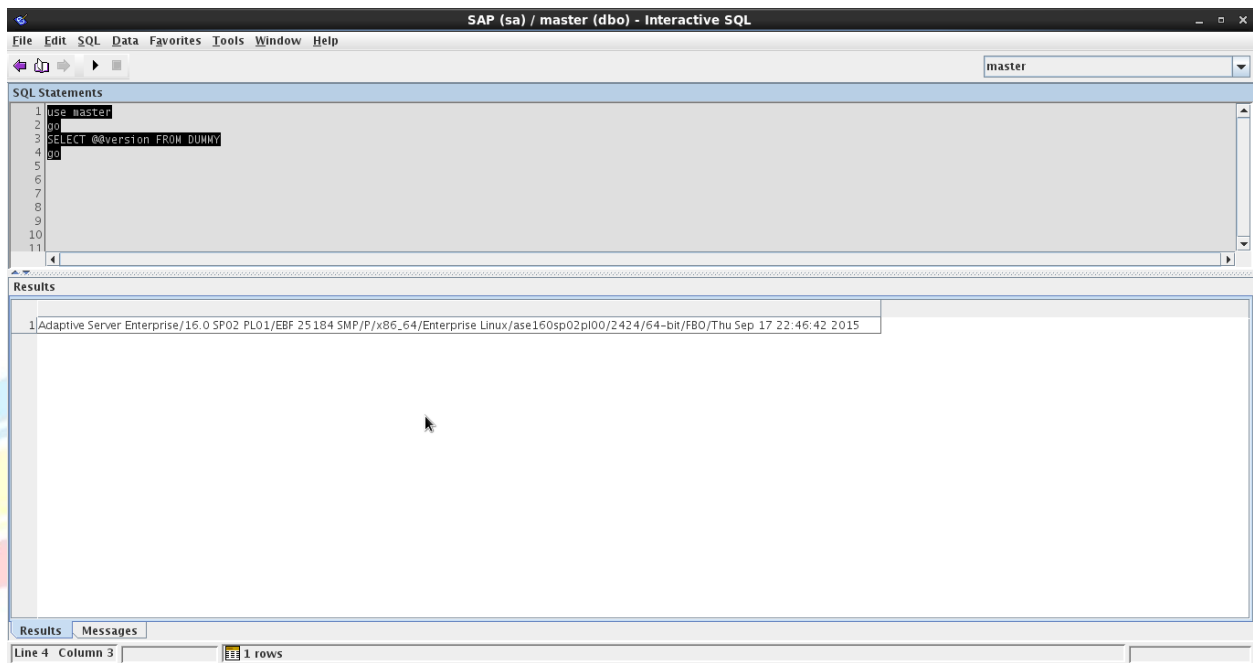 SAP (sa) / master (dbo) - Interactive SQL
File Edit SQL Data Favorites Tools Window Help
master
SQL Statements
1 use master
2 go
3 SELECT @@version FROM DUMMY
4 go
5
6
7
8
9
10
11
Results
1 Adaptive Server Enterprise/16.0 SP02 PL01/EBF 25184 SMP/P/x86_64/Enterprise Linux/ase160sp02pl00/2424/64-bit/FBO/Thu Sep 17 22:46:42 2015
Results Messages
Line 4 Column 3 1 rows